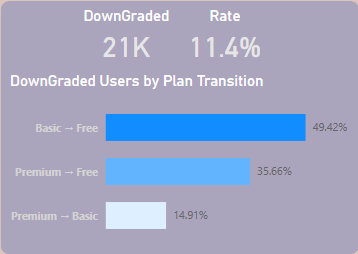 DownGraded Rate
21K 11.4%
DownGraded Users by Plan Transition
Basic → Free 49.42%
Premium → Free 35.66%
Premium → Basic 14.91%